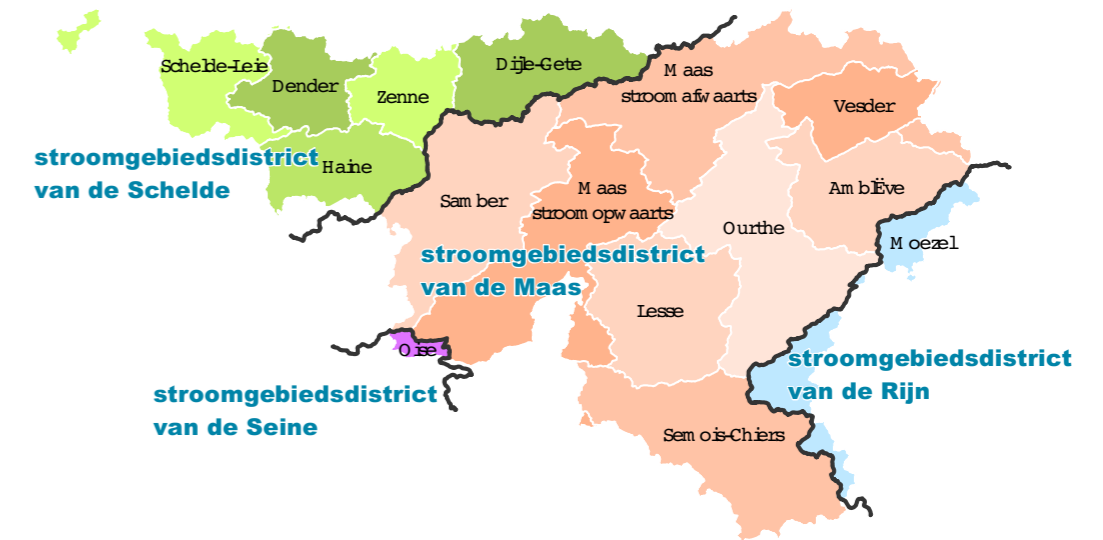 Schelde-Leie
Dender
Zenne
Dijle-Gete
Maas
stroomafwaarts
Vesder
stroomgebiedsdistrict
van de Schelde
Haine
Samber
Maas
stroomopwaarts
Amblëve
Ourthe
Moezel
stroomgebiedsdistrict
van de Maas
Lesse
Oise
stroomgebiedsdistrict
van de Rijn
stroomgebiedsdistrict
van de Seine
Semois-Chiers